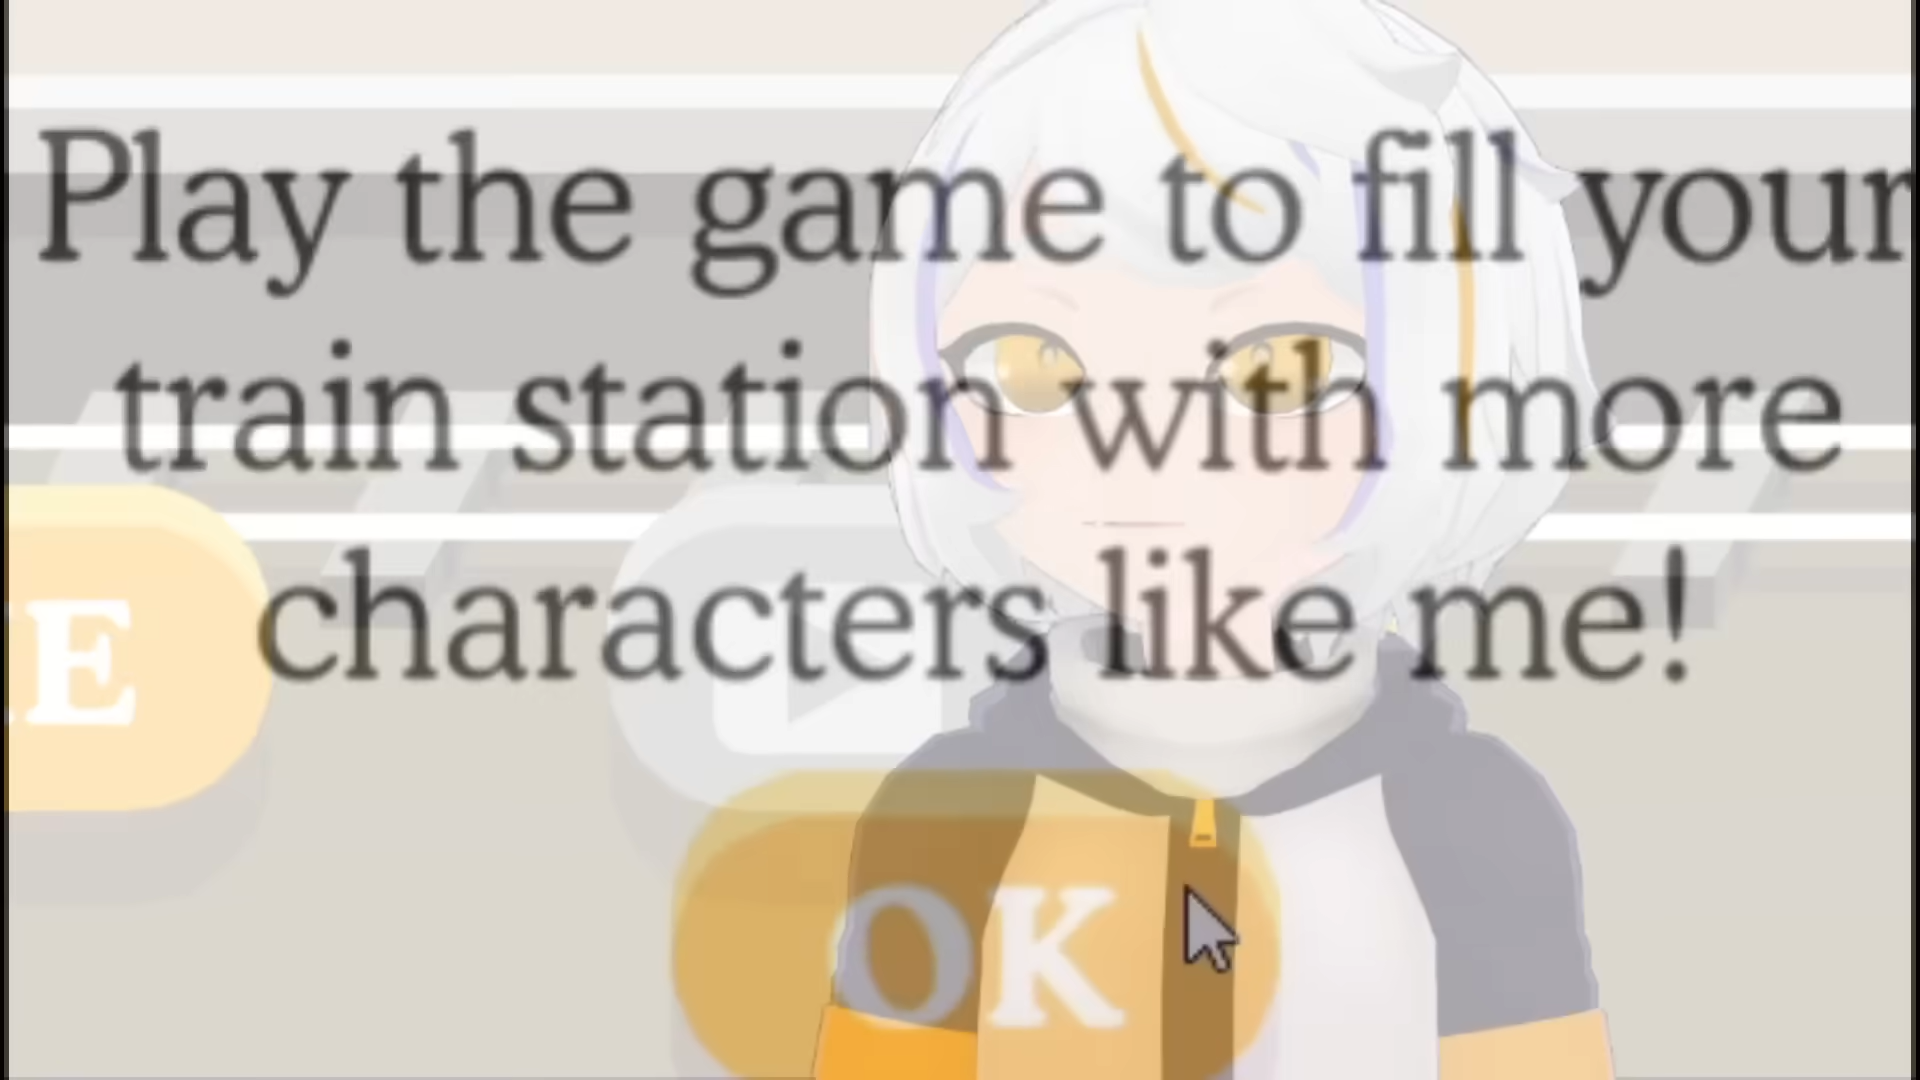 Play the game to fill your
train station with more
characters like me!
E
OK